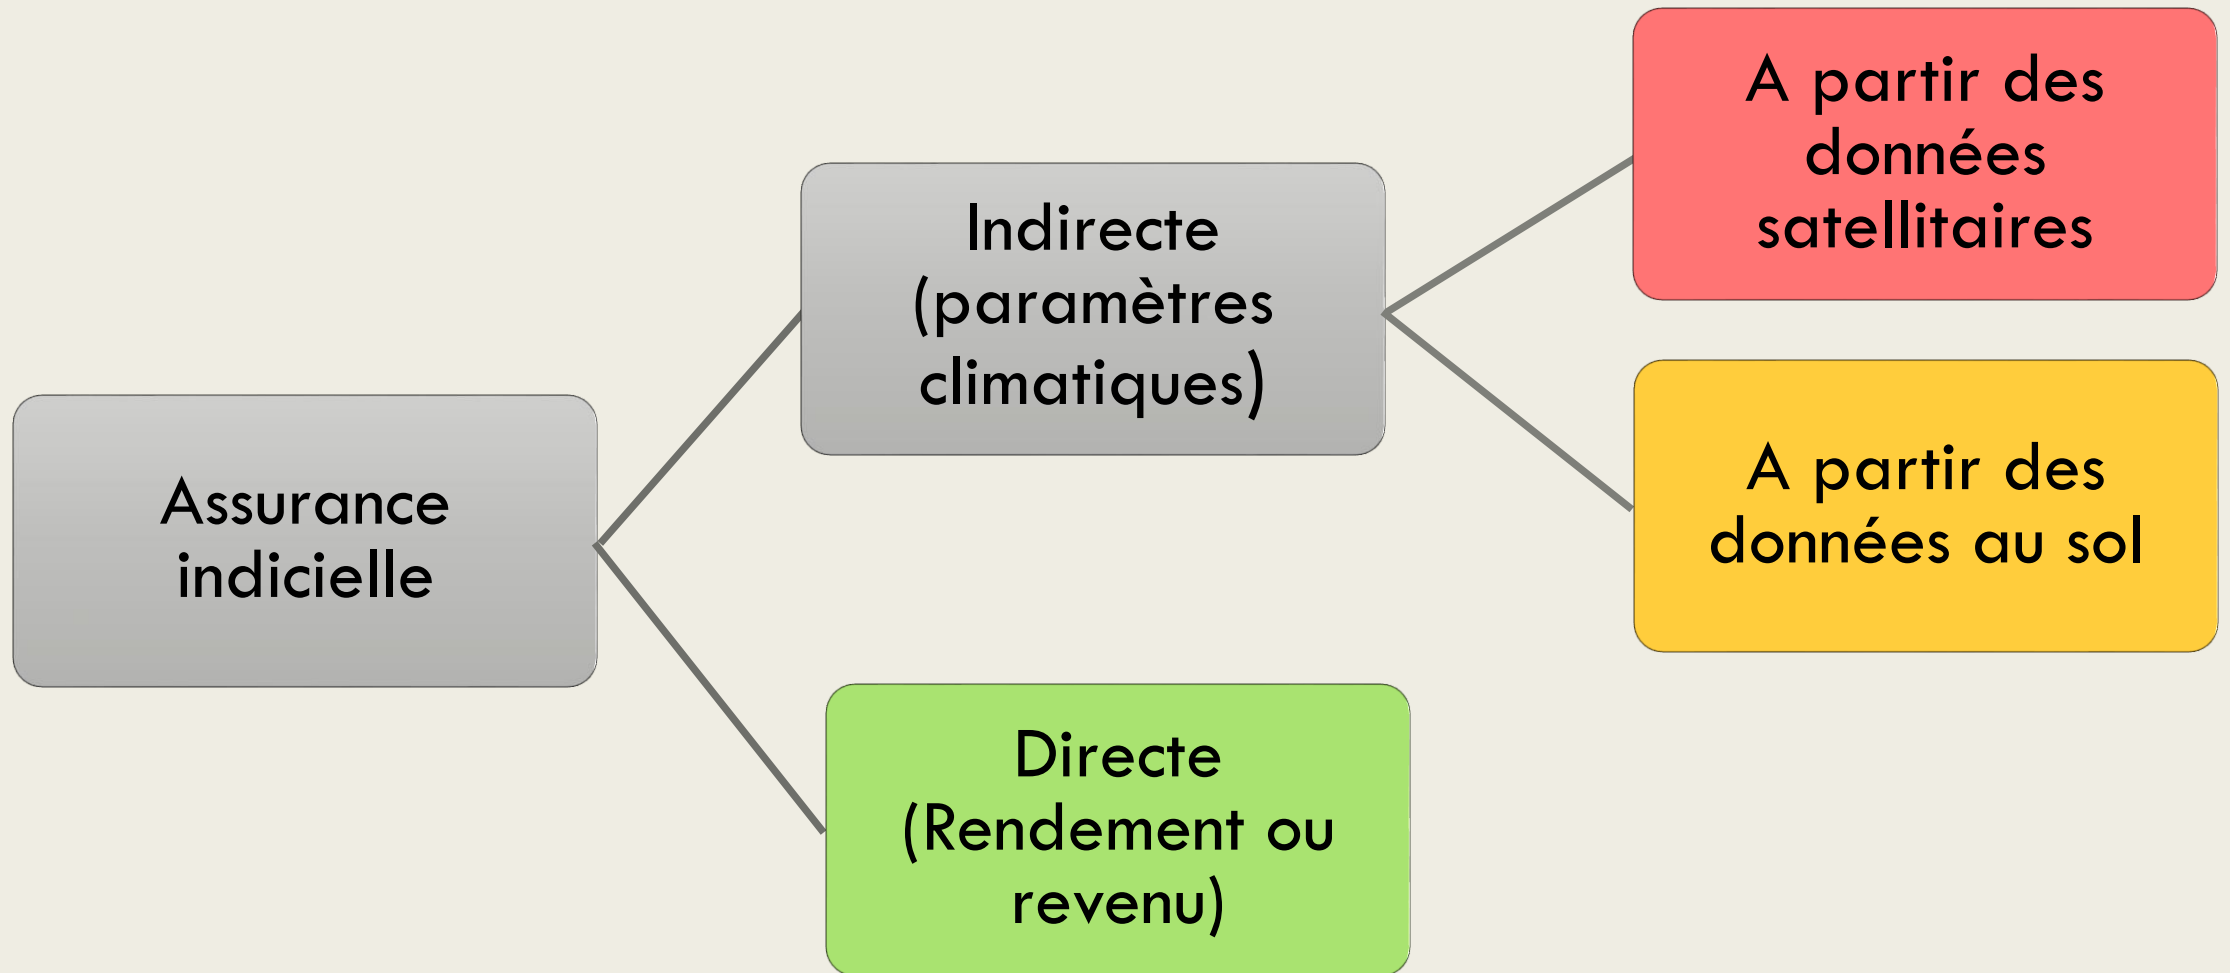 Assurance
indicielle
Indirecte
(paramètres
climatiques)
A partir des
données
satellitaires
A partir des
données au sol
Directe
(Rendement ou
revenu)